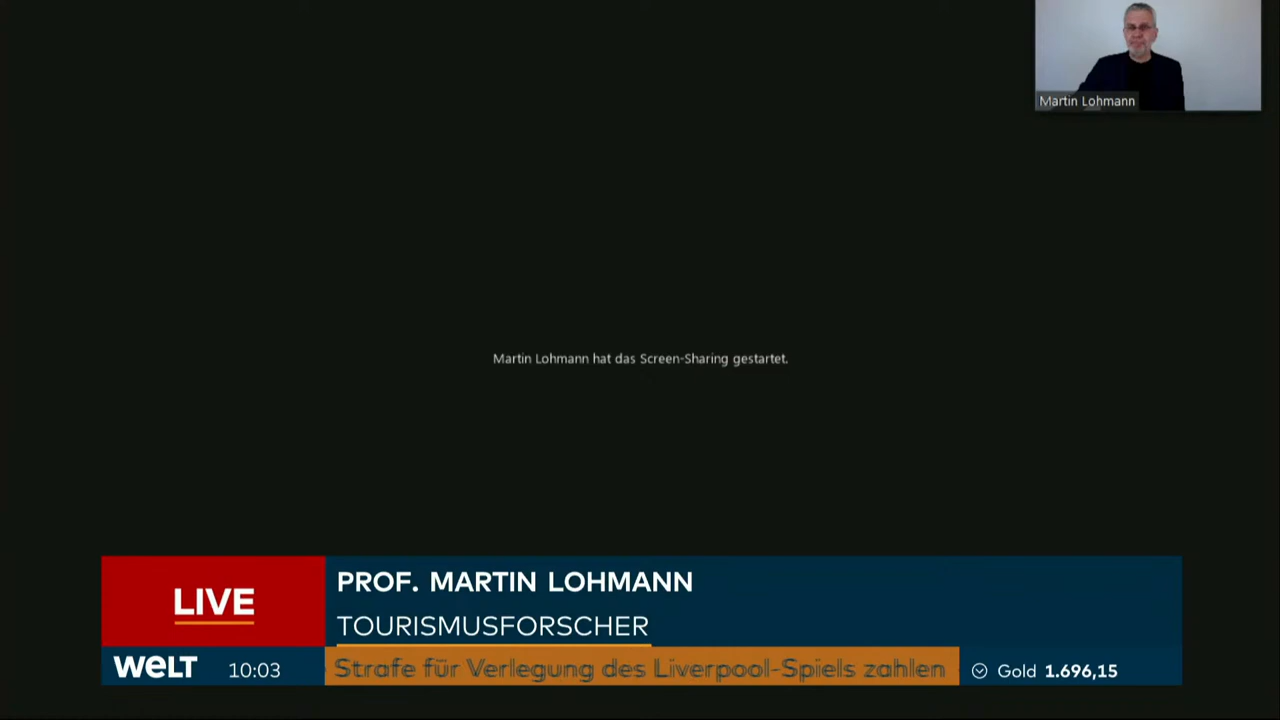 Martin Lohmann
Martin Lohmann hat das Screen-Sharing gestartet.
LIVE
PROF. MARTIN LOHMANN
TOURISMUSFORSCHER
welt 10:03 Strafe für Verlegung des Liverpool-Spiels zahlen Gold 1.696,15